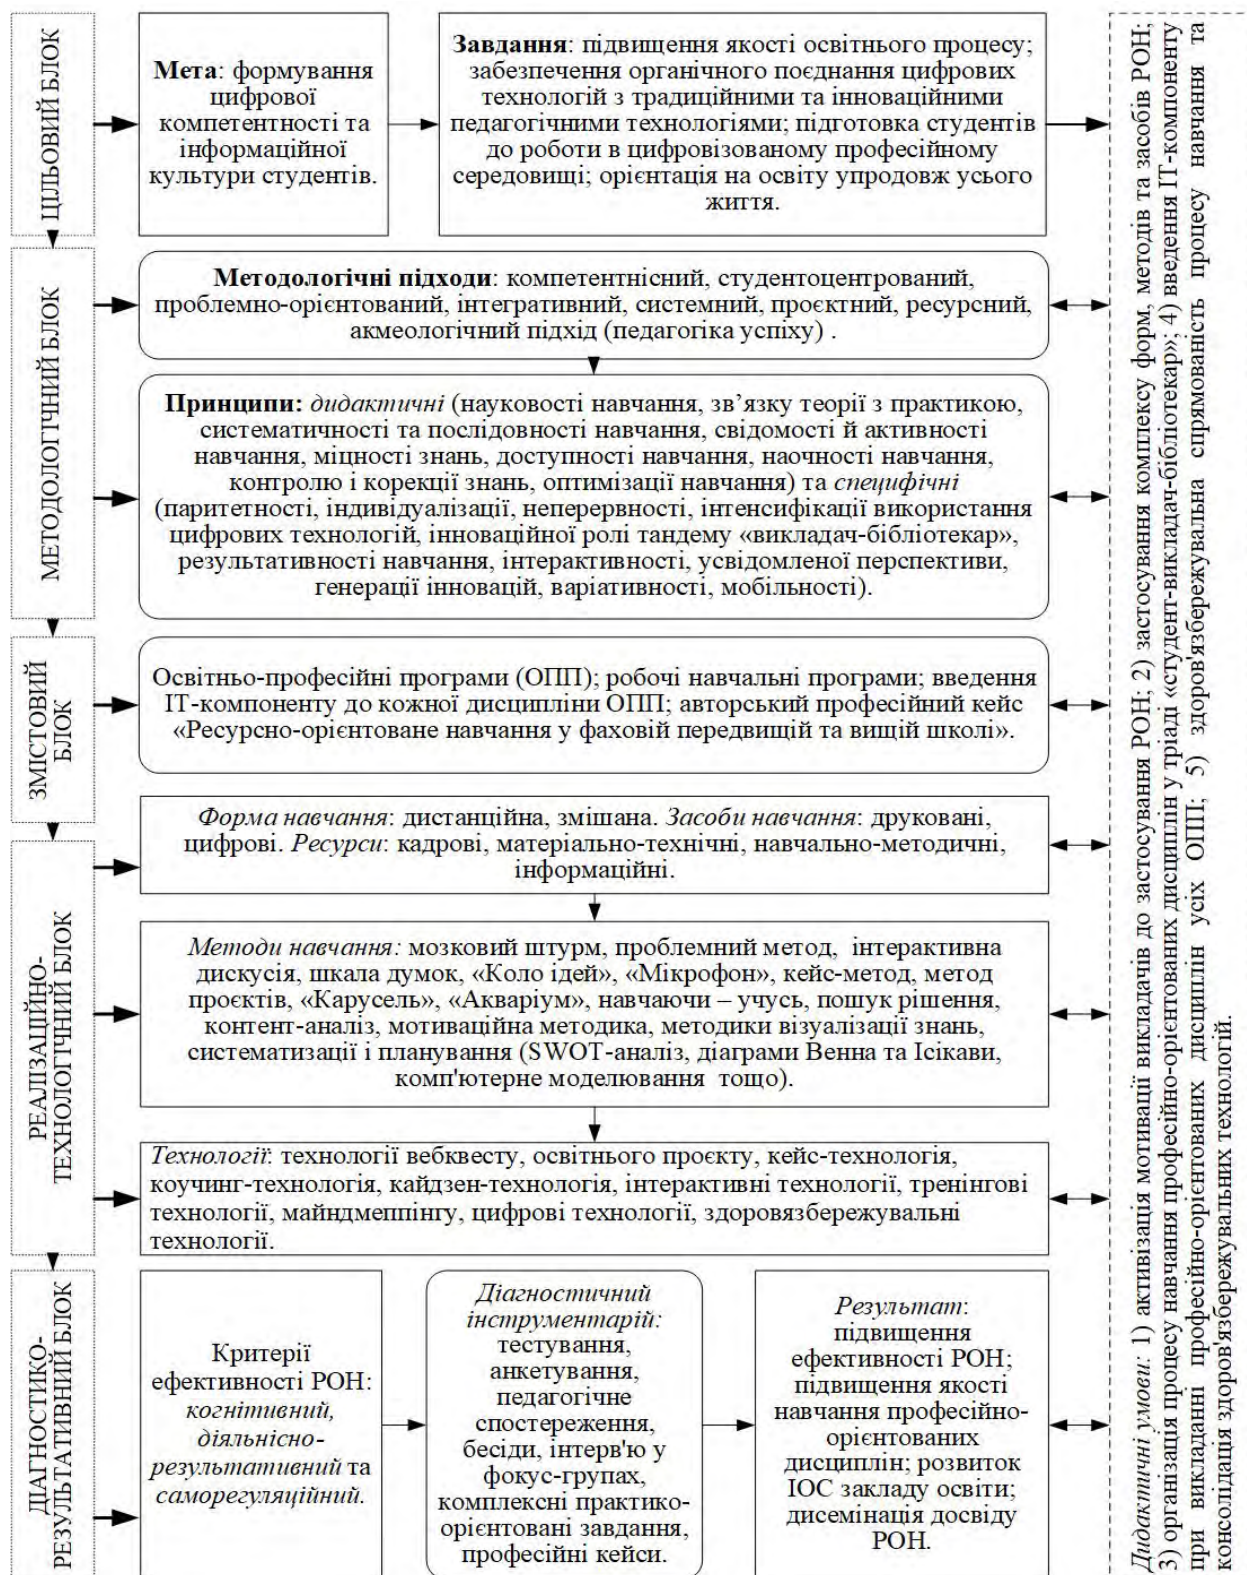 ЦІЛЬОВИЙ БЛОК
Мета: формування
цифрової
компетентності та
інформаційної
культури студентів.
Завдання: підвищення якості освітнього процесу;
забезпечення органічного поєднання цифрових
технологій з традиційними та інноваційними
педагогічними технологіями; підготовка студентів
до роботи в цифровізованому професійному
середовищі; орієнтація на освіту упродовж усього
життя.
МЕТОДОЛОГІЧНИЙ БЛОК
Методологічні підходи: компетентнісний, студентоцентрований,
проблемно-орієнтований, інтегративний, системний, проєктний, ресурсний,
акмеологічний підхід (педагогіка успіху) .
Принципи: дидактичні (науковості навчання, зв’язку теорії з практикою,
систематичності та послідовності навчання, свідомості й активності
навчання, міцності знань, доступності навчання, наочності навчання,
контролю і корекції знань, оптимізації навчання) та специфічні
(паритетності, індивідуалізації, неперервності, інтенсифікації використання
цифрових технологій, інноваційної ролі тандему «викладач-бібліотекар»,
результативності навчання, інтерактивності, усвідомленої перспективи,
генерації інновацій, варіативності, мобільності).
ЗМІСТОВИЙ
БЛОК
Освітньо-професійні програми (ОПП); робочі навчальні програми; введення
ІТ-компоненту до кожної дисципліни ОПП; авторський професійний кейс
«Ресурсно-орієнтоване навчання у фаховій передвищій та вищій школі».
РЕАЛІЗАЦІЙНО-
ТЕХНОЛОГІЧНИЙ БЛОК
Форма навчання: дистанційна, змішана. Засоби навчання: друковані,
цифрові. Ресурси: кадрові, матеріально-технічні, навчально-методичні,
інформаційні.
Методи навчання: мозковий штурм, проблемний метод, інтерактивна
дискусія, шкала думок, «Коло ідей», «Мікрофон», кейс-метод, метод
проєктів, «Карусель», «Акваріум», навчаючи – учусь, пошук рішення,
контент-аналіз, мотиваційна методика, методики візуалізації знань,
систематизації і планування (SWOT-аналіз, діаграми Венна та Ісікави,
комп'ютерне моделювання тощо).
Технології: технології вебквесту, освітнього проєкту, кейс-технологія,
коучинг-технологія, кайдзен-технологія, інтерактивні технології, тренінгові
технології, майндмеппінгу, цифрові технології, здоровязбережувальні
технології.
ДІАГНОСТИКО-
РЕЗУЛЬТАТИВНИЙ БЛОК
Критерії
ефективності РОН:
когнітивний,
діяльнісно-
результативний та
саморегуляційний.
Діагностичний
інструментарій:
тестування,
анкетування,
педагогічне
спостереження,
бесіди, інтерв'ю у
фокус-групах,
комплексні практико-
орієнтовані завдання,
професійні кейси.
Результат:
підвищення
ефективності РОН;
підвищення якості
навчання професійно-
орієнтованих
дисциплін; розвиток
ІОС закладу освіти;
дисемінація досвіду
РОН.
Дидактичні умови: 1) активізація мотивації викладачів до застосування РОН; 2) застосування комплексу форм, методів та засобів РОН;
3) організація процесу навчання професійно-орієнтованих дисциплін у тріаді «студент-викладач-бібліотекар»; 4) введення ІТ-компоненту
при викладанні професійно-орієнтованих дисциплін усіх ОПП; 5) здоров'язбережувальна спрямованість процесу навчання та
консолідація здоров'язбережувальних технологій.